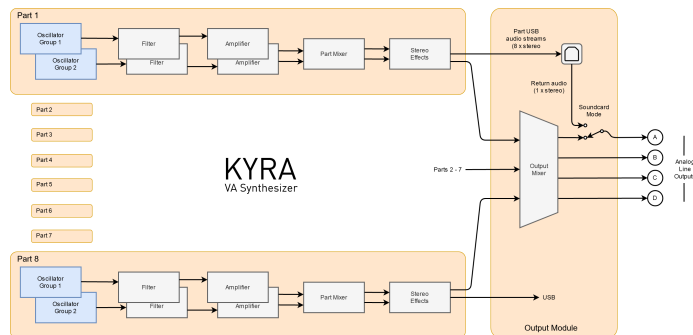 Part 1
Oscillator
Group 1
Oscillator
Group 2
Filter
Filter
Amplifier
Amplifier
Part Mixer
Stereo
Effects
Part USB
audio streams
(8 x stereo
Return audio
(1 x stereo)
Soundcard
Mode
Part 2
Part 3
Part 4
Part 5
Part 6
Part 7
KYRA
VA Synthesizer
Parts 2 - 7
Output
Mixer
A
B
C
D
Analog
Line
Output
Part 8
Oscillator
Group 1
Oscillator
Group 2
Filter
Filter
Amplifier
Amplifier
Part Mixer
Stereo
Effects
USB
Output Module